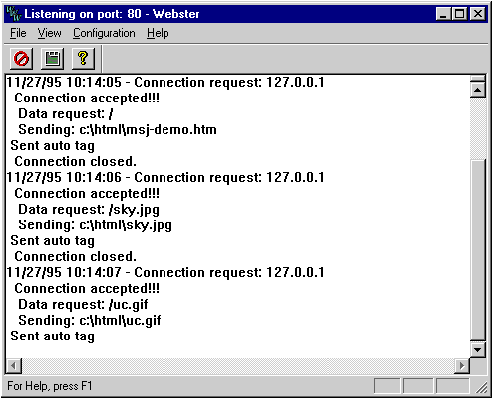 Listening on port: 80 - Webster
File View Configuration Help
11/27/95 10:14:05 - Connection request: 127.0.0.1
Connection accepted!!!
Data request: /
Sending: c:\html\msj-demo.htm
Sent auto tag
Connection closed.
11/27/95 10:14:06 - Connection request: 127.0.0.1
Connection accepted!!!
Data request: /sky.jpg
Sending: c:\html\sky.jpg
Sent auto tag
Connection closed.
11/27/95 10:14:07 - Connection request: 127.0.0.1
Connection accepted!!!
Data request: /uc.gif
Sending: c:\html\uc.gif
Sent auto tag
For Help, press F1